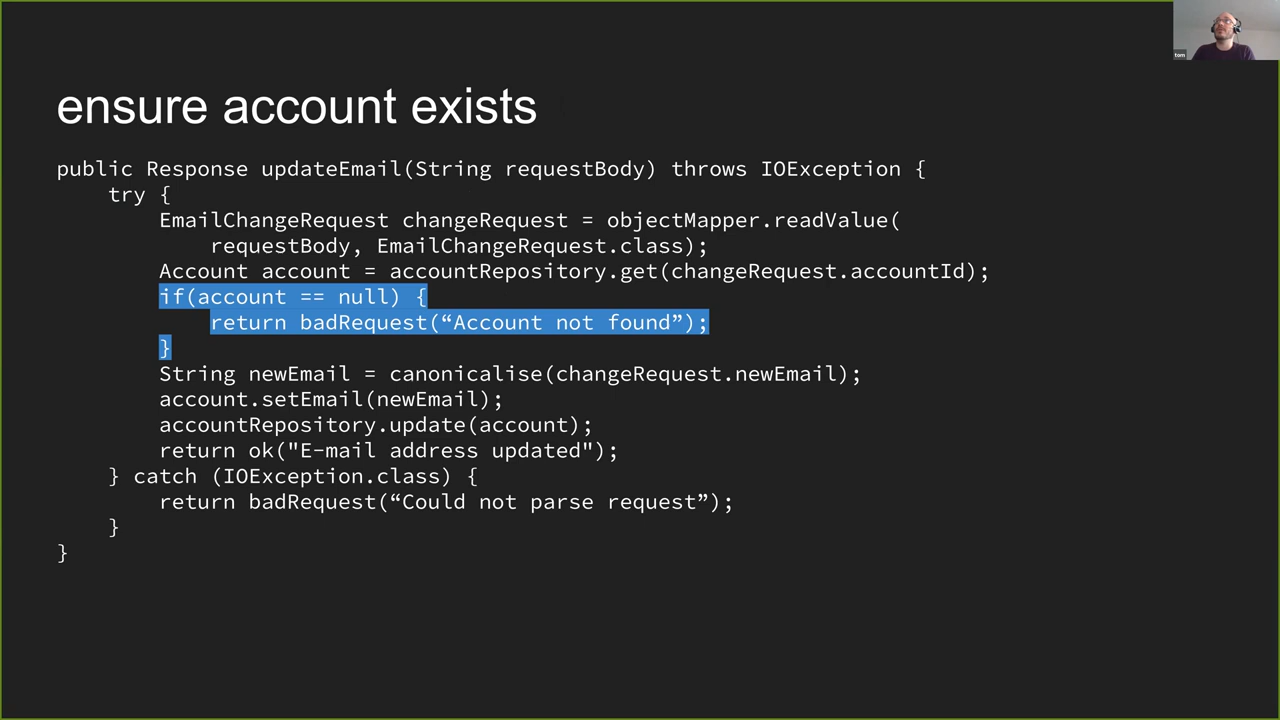 tom
ensure account exists
public Response updateEmail(String requestBody) throws IOException {
try {
EmailChangeRequest changeRequest = objectMapper.readValue(
requestBody, EmailChangeRequest.class);
Account account = accountRepository.get(changeRequest.accountId);
if(account == null) {
return badRequest(“Account not found”);
}
String newEmail = canonicalise(changeRequest.newEmail);
account.setEmail(newEmail);
accountRepository.update(account);
return ok("E-mail address updated");
} catch (IOException.class) {
return badRequest(“Could not parse request”);
}
}